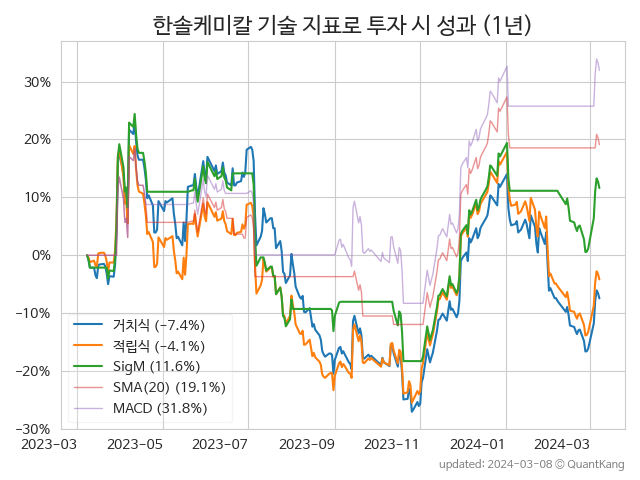 한솔케미칼 기술 지표로 투자 시 성과 (1년)
30%
20%
10%
0%
−10%
−20%
−30%
거치식 (−7.4%)
적립식 (−4.1%)
SigM (11.6%)
SMA(20) (19.1%)
MACD (31.8%)
2023-03
2023-05
2023-07
2023-09
2023-11
2024-01
2024-03
updated: 2024-03-08 © QuantKang